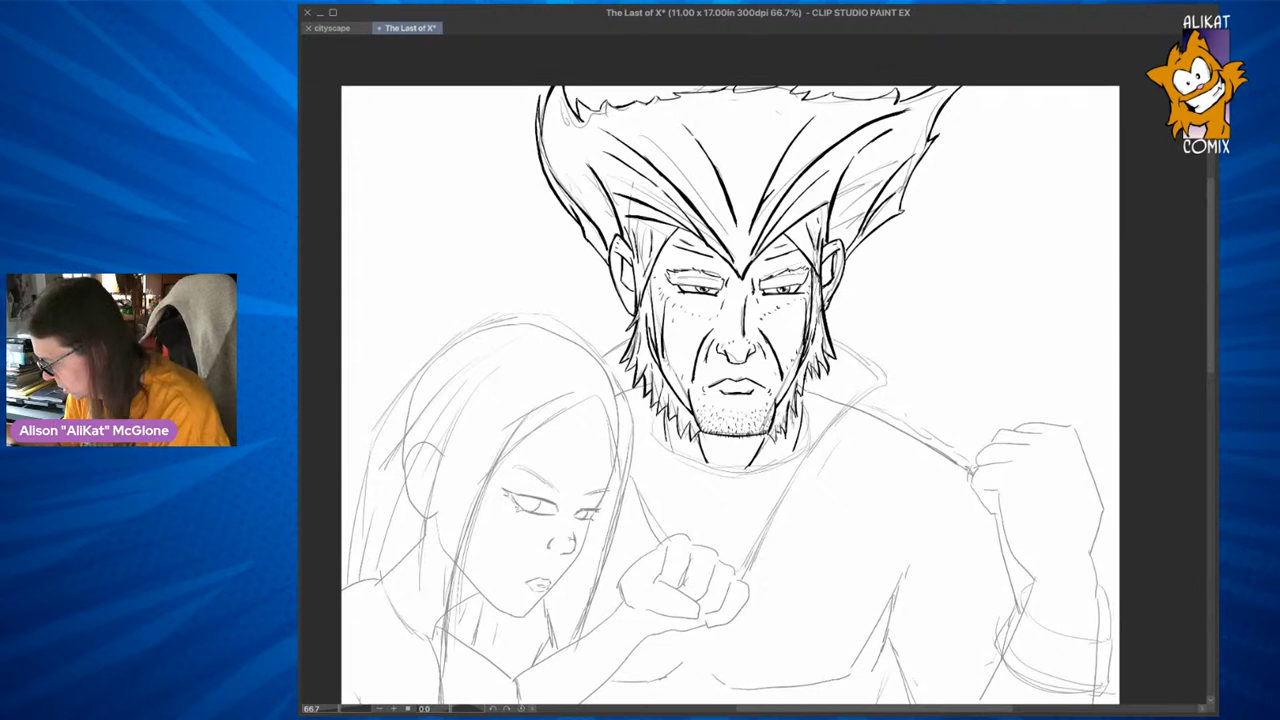 The Last of X* (11.00 x 17.00in 300dpi 66.7%) - CLIP STUDIO PAINT EX
cityscape
The Last of X*
ALIKAT
COMIX
Alison "AliKat" McGlone
66.7
0.0